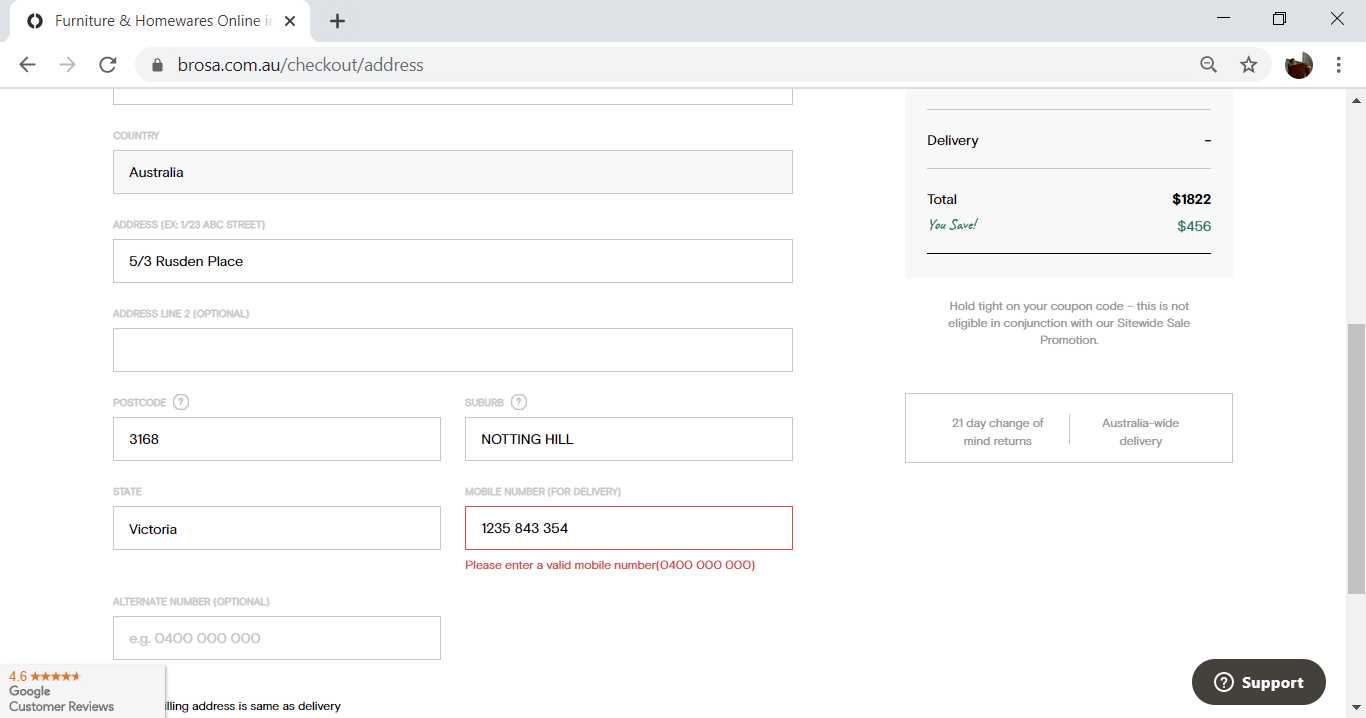 Furniture & Homewares Online in
brosa.com.au/checkout/address
COUNTRY
Australia
ADDRESS (EX: 1/23 ABC STREET)
5/3 Rusden Place
ADDRESS LINE 2 (OPTIONAL)
POSTCODE ?
3168
SUBURB ?
NOTTING HILL
STATE
Victoria
MOBILE NUMBER (FOR DELIVERY)
1235 843 354
Please enter a valid mobile number(0400 000 000)
ALTERNATE NUMBER (OPTIONAL)
e.g. 0400 000 000
illing address is same as delivery
4.6
Google
Customer Reviews
Delivery -
Total $1822
You Save! $456
Hold tight on your coupon code – this is not
eligible in conjunction with our Sitewide Sale
Promotion.
21 day change of
mind returns
Australia-wide
delivery
? Support